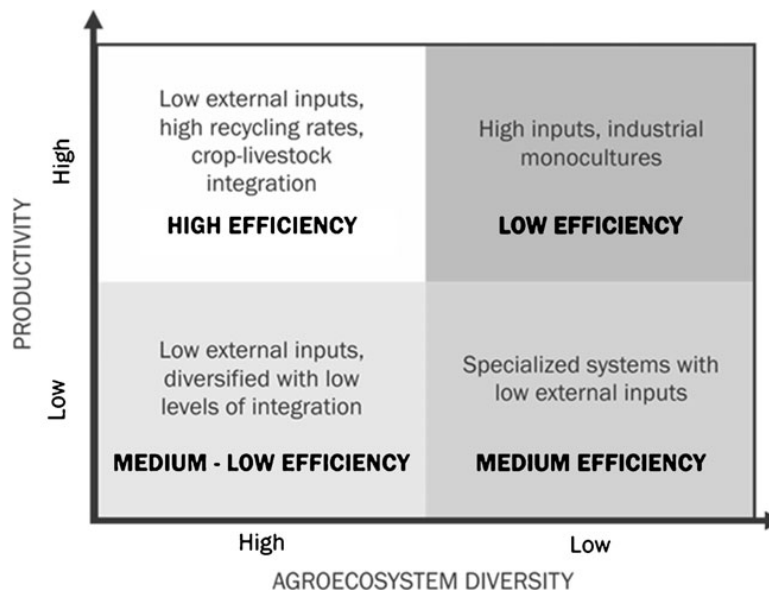 PRODUCTIVITY
High
Low
Low external inputs,
high recycling rates,
crop-livestock
integration
HIGH EFFICIENCY
High inputs, industrial
monocultures
LOW EFFICIENCY
Low external inputs,
diversified with low
levels of integration
MEDIUM - LOW EFFICIENCY
Specialized systems with
low external inputs
MEDIUM EFFICIENCY
High
Low
AGROECOSYSTEM DIVERSITY